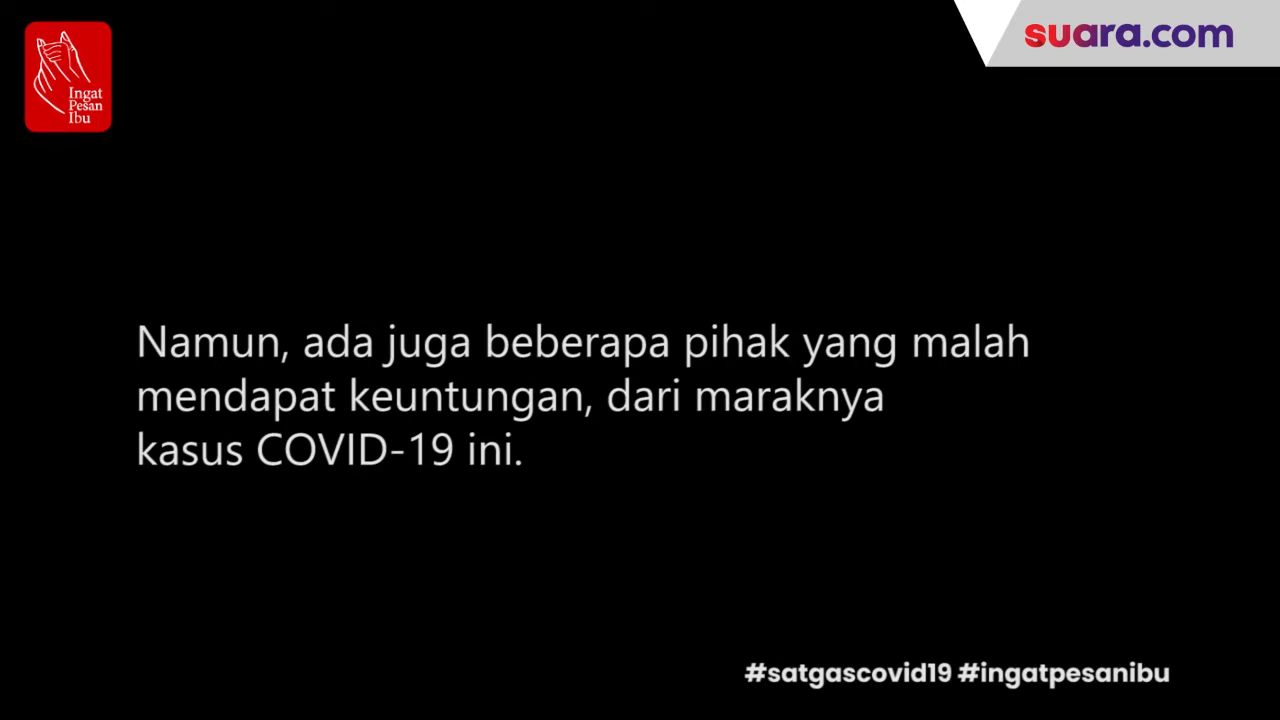 Ingat
Pesan
Ibu
suara.com
Namun, ada juga beberapa pihak yang malah
mendapat keuntungan, dari maraknya
kasus COVID-19 ini.
#satgascovid19 #ingatpesanibu